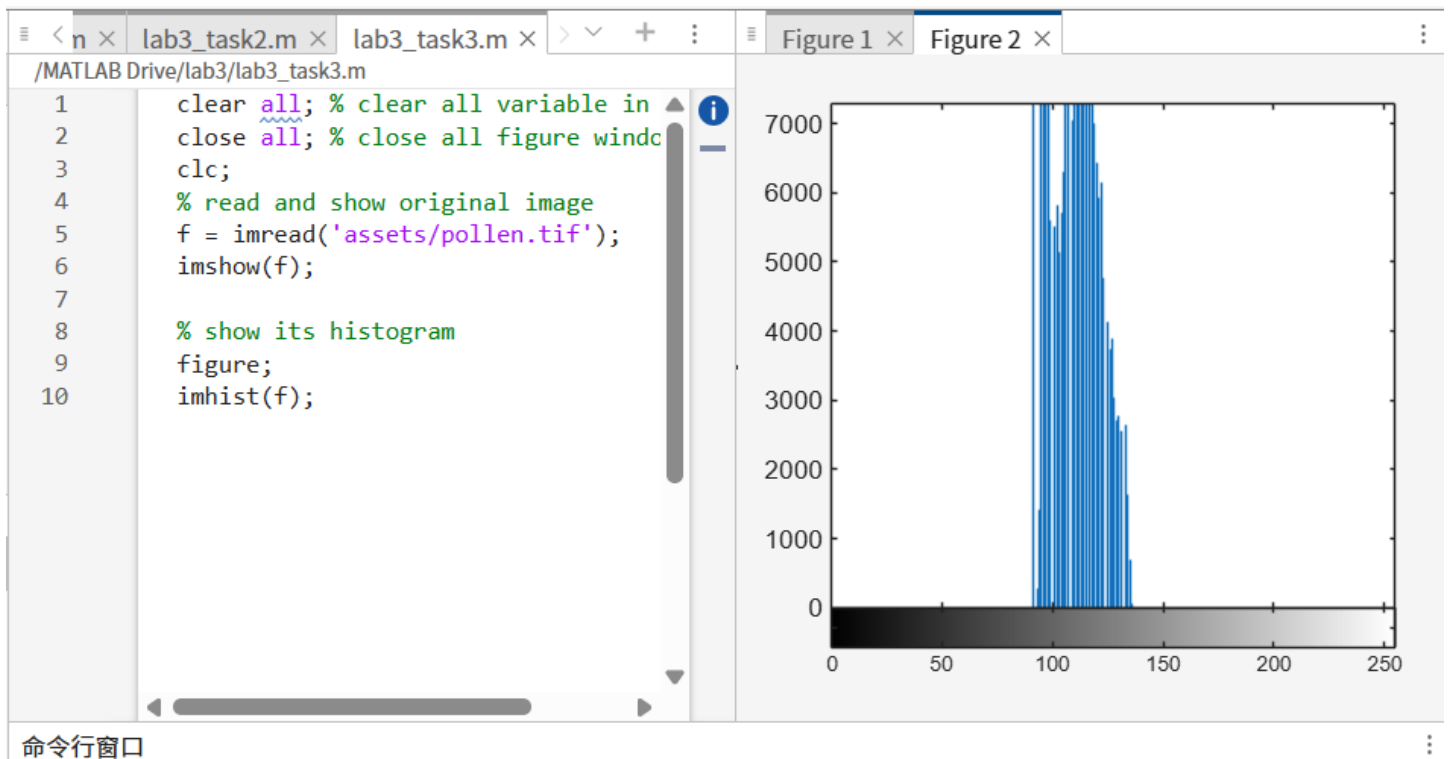 m × lab3_task2.m × lab3_task3.m ×
/MATLAB Drive/lab3/lab3_task3.m
1 clear all; % clear all variable in
2 close all; % close all figure windo
3 clc;
4 % read and show original image
5 f = imread('assets/pollen.tif');
6 imshow(f);
7
8 % show its histogram
9 figure;
10 imhist(f);
Figure 1 × Figure 2 ×
7000
6000
5000
4000
3000
2000
1000
0
0 50 100 150 200 250
命令行窗口